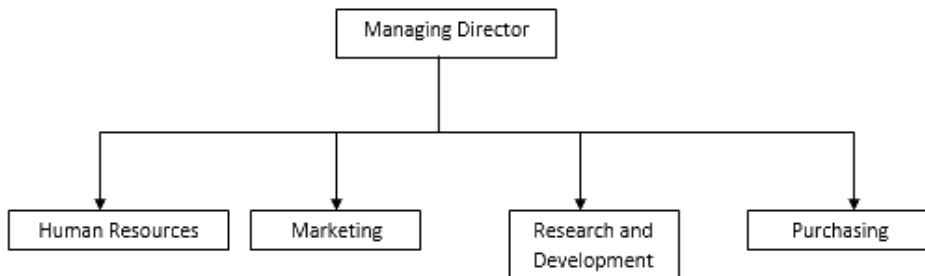 Managing Director
Human Resources
Marketing
Research and
Development
Purchasing